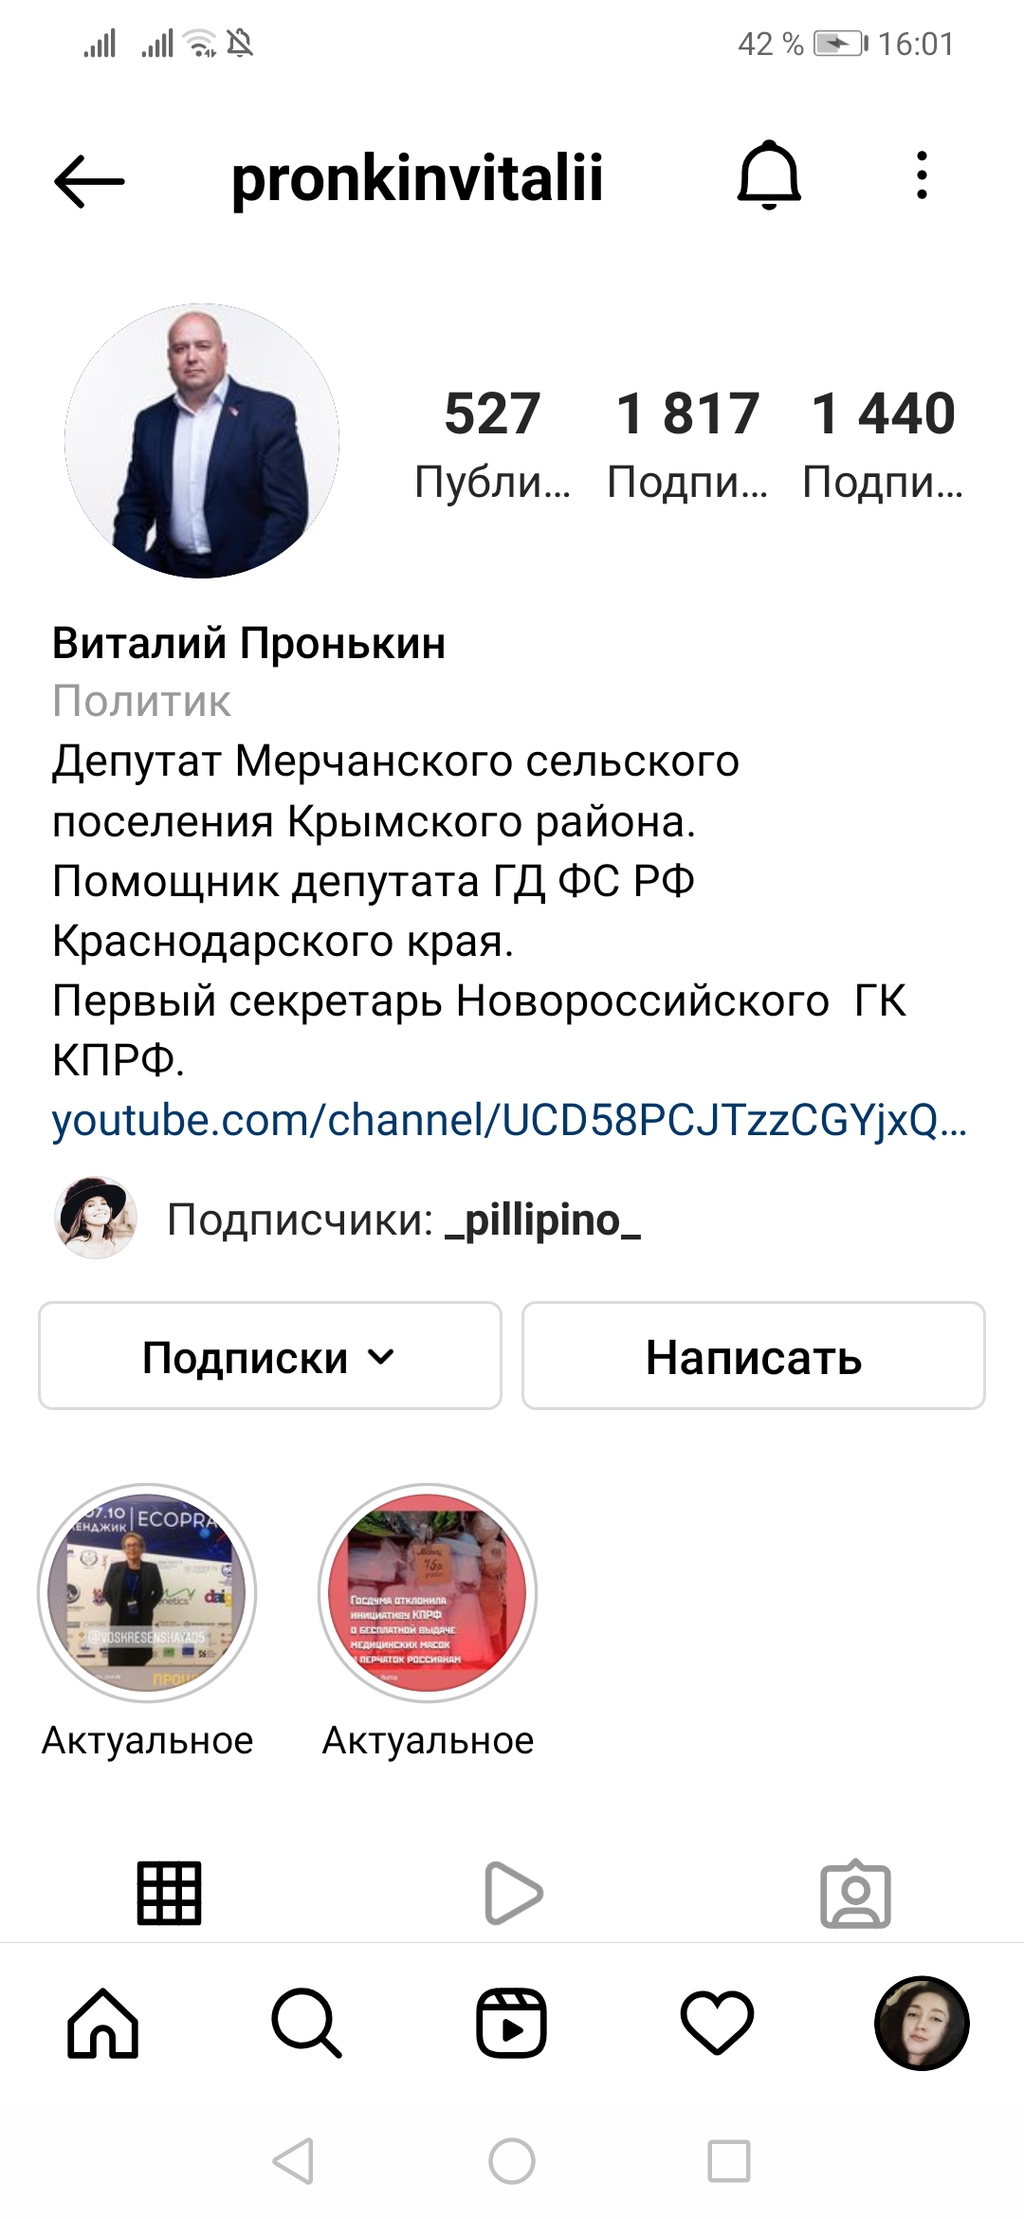 42 % 16:01
pronkinvitalii
527 1 817 1 440
Публи... Подпи... Подпи...
Виталий Пронькин
Политик
Депутат Мерчанского сельского
поселения Крымского района.
Помощник депутата ГД ФС РФ
Краснодарского края.
Первый секретарь Новороссийского ГК
КПРФ.
youtube.com/channel/UCD58PCJTzzCGYjxQ...
Подписчики: _pillipino_
Подписки
Написать
07.10 ECOPRA
ЕНДЖИК
@VOSKRESENSKAYA05
Госдума отклонила
инициативу КПРФ
о бесплатной выдаче
медицинских масок
перчаток россиянам
Актуальное Актуальное